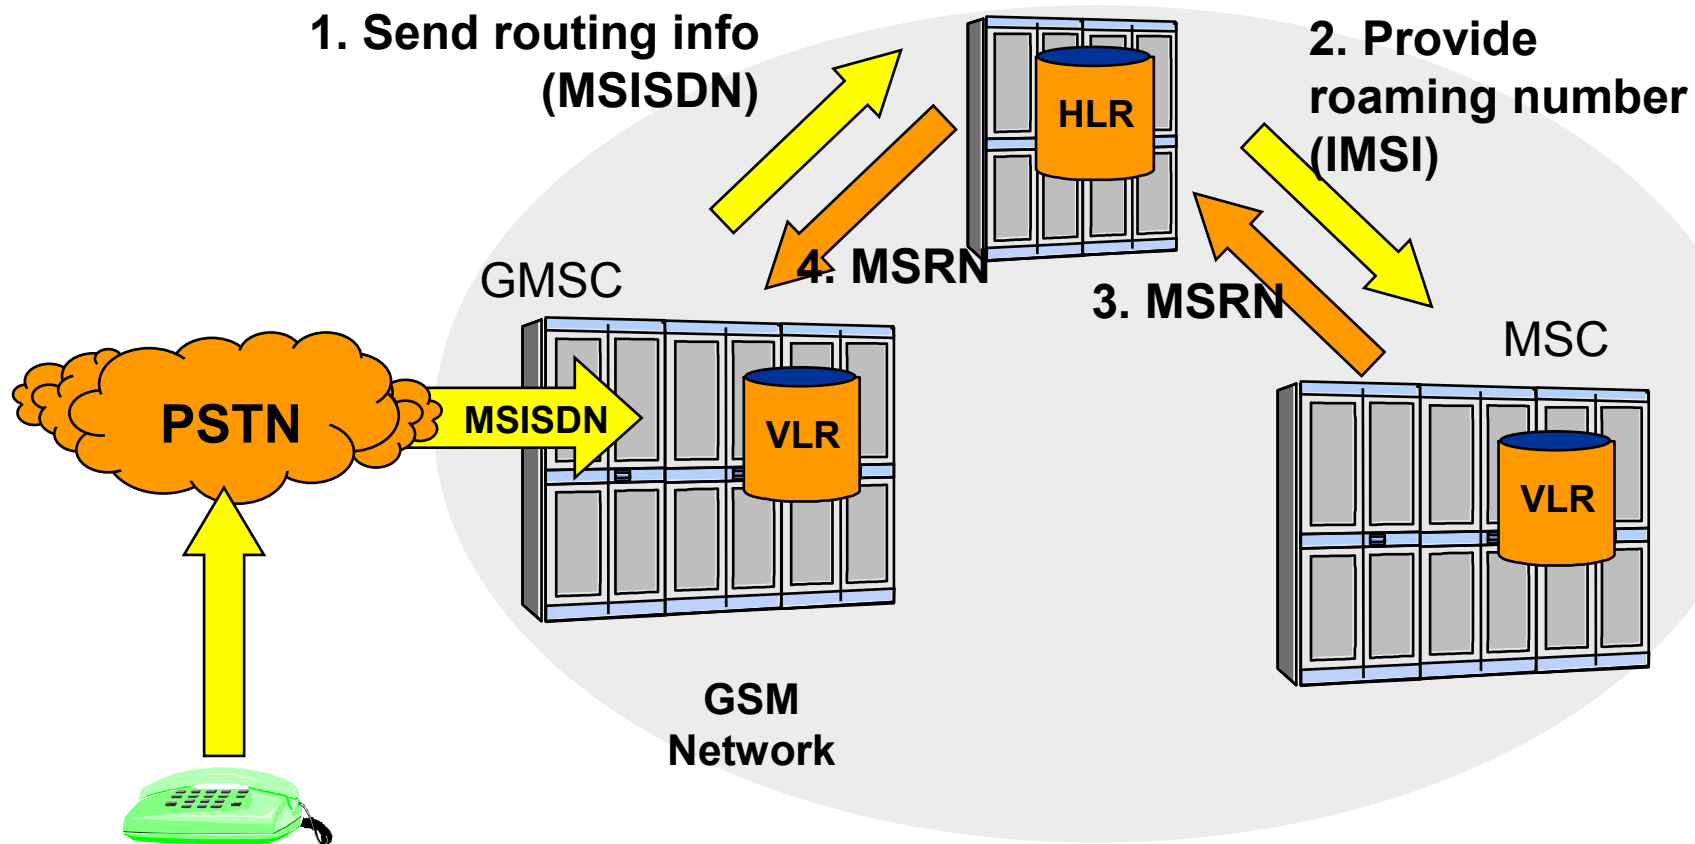 1. Send routing info
(MSISDN)
2. Provide
roaming number
(IMSI)
HLR
4. MSRN
3. MSRN
GMSC
MSC
PSTN
MSISDN
VLR
VLR
GSM
Network